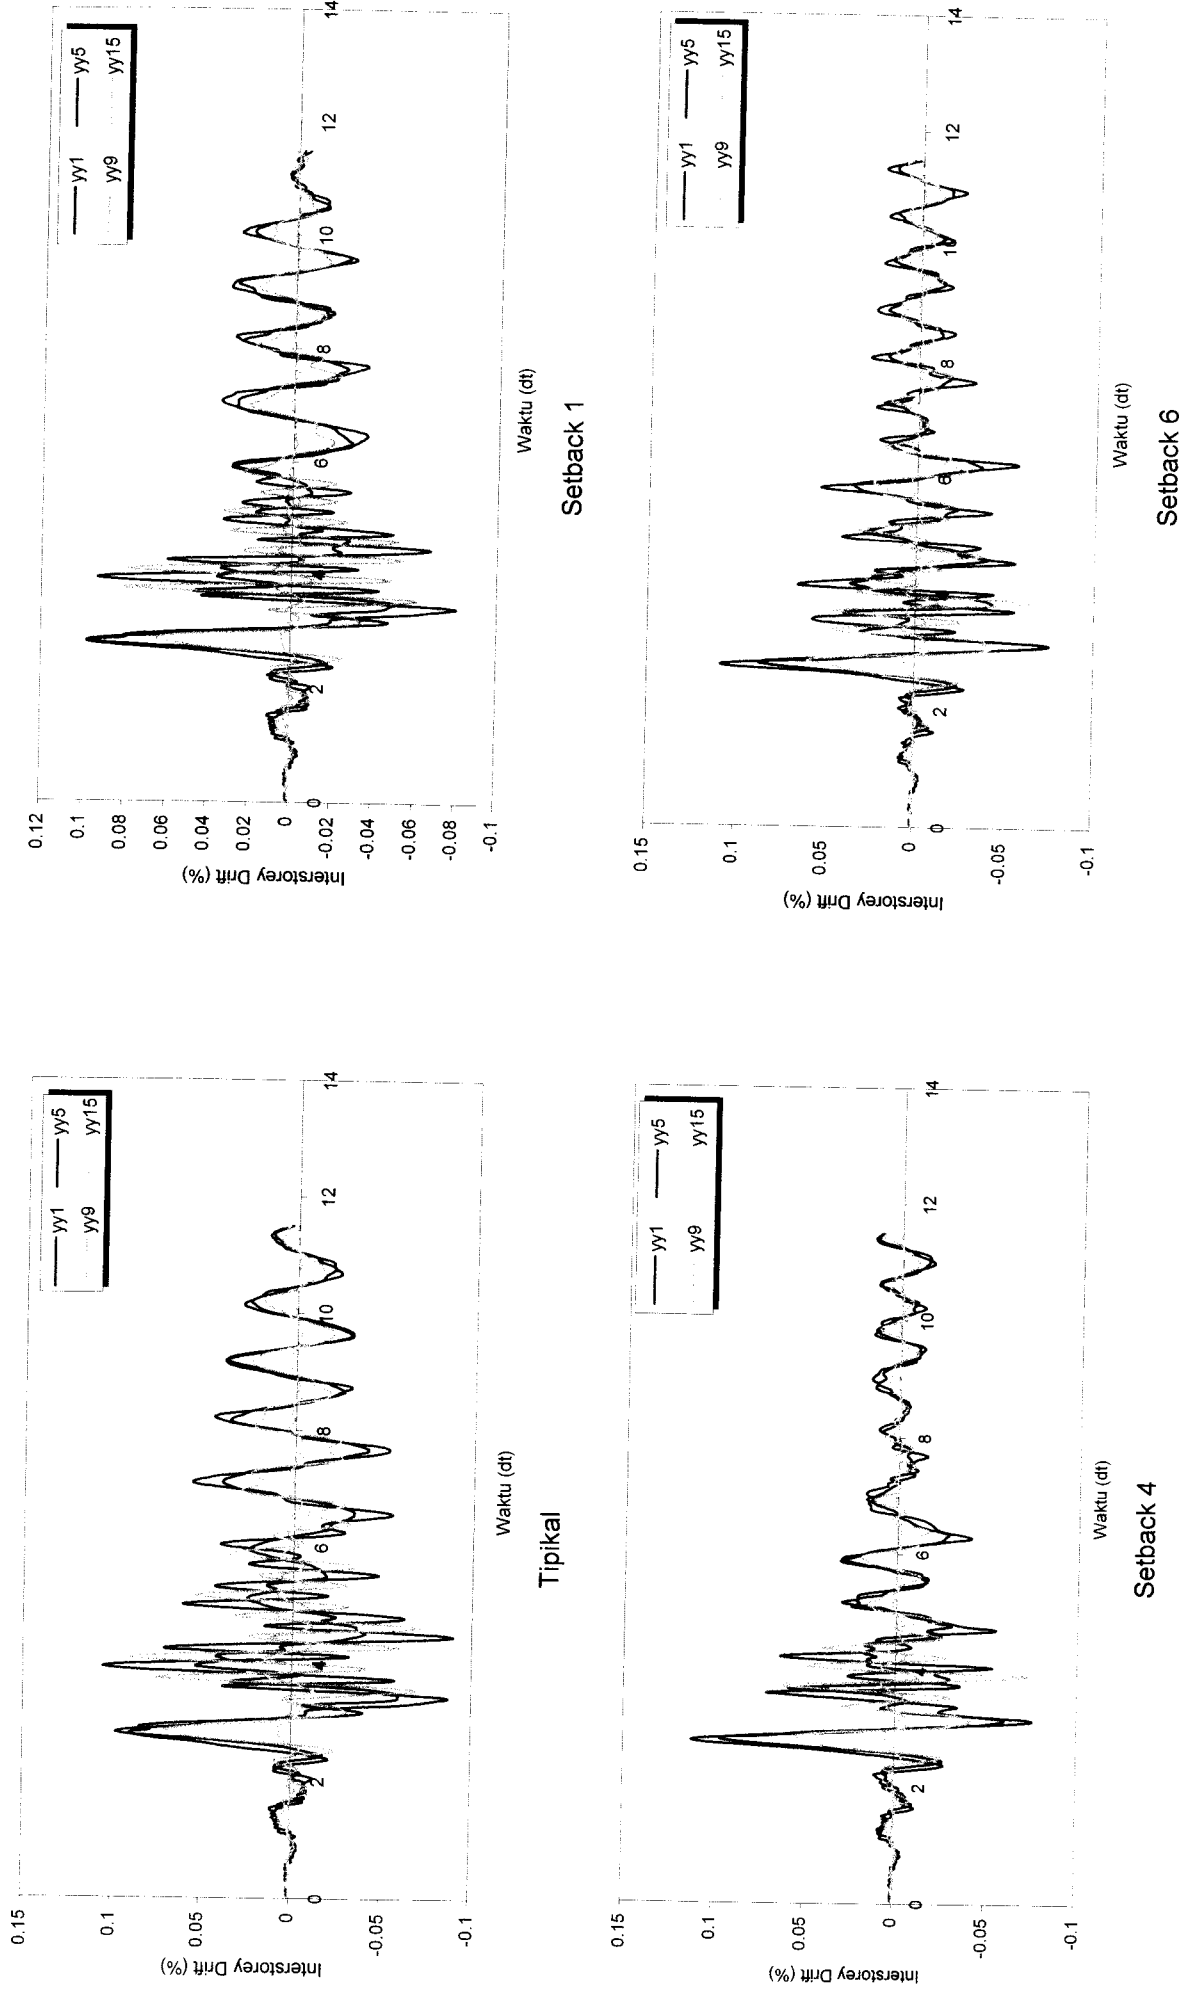 yy1 yy5
yy9 yy15
0.15
0.1
0.05
0
-0.05
-0.1
Interstorey Drift (%)
0 2 4 6 8 10 12 14
Waktu (dt)
Tipikal
yy1 yy5
yy9 yy15
0.12
0.1
0.08
0.06
0.04
0.02
0
-0.02
-0.04
-0.06
-0.08
-0.1
Interstorey Drift (%)
0 2 4 6 8 10 12 14
Waktu (dt)
Setback 1
yy1 yy5
yy9 yy15
0.15
0.1
0.05
0
-0.05
-0.1
Interstorey Drift (%)
0 2 4 6 8 10 12 14
Waktu (dt)
Setback 4
yy1 yy5
yy9 yy15
0.15
0.1
0.05
0
-0.05
-0.1
Interstorey Drift (%)
0 2 6 8 10 12 14
Waktu (dt)
Setback 6